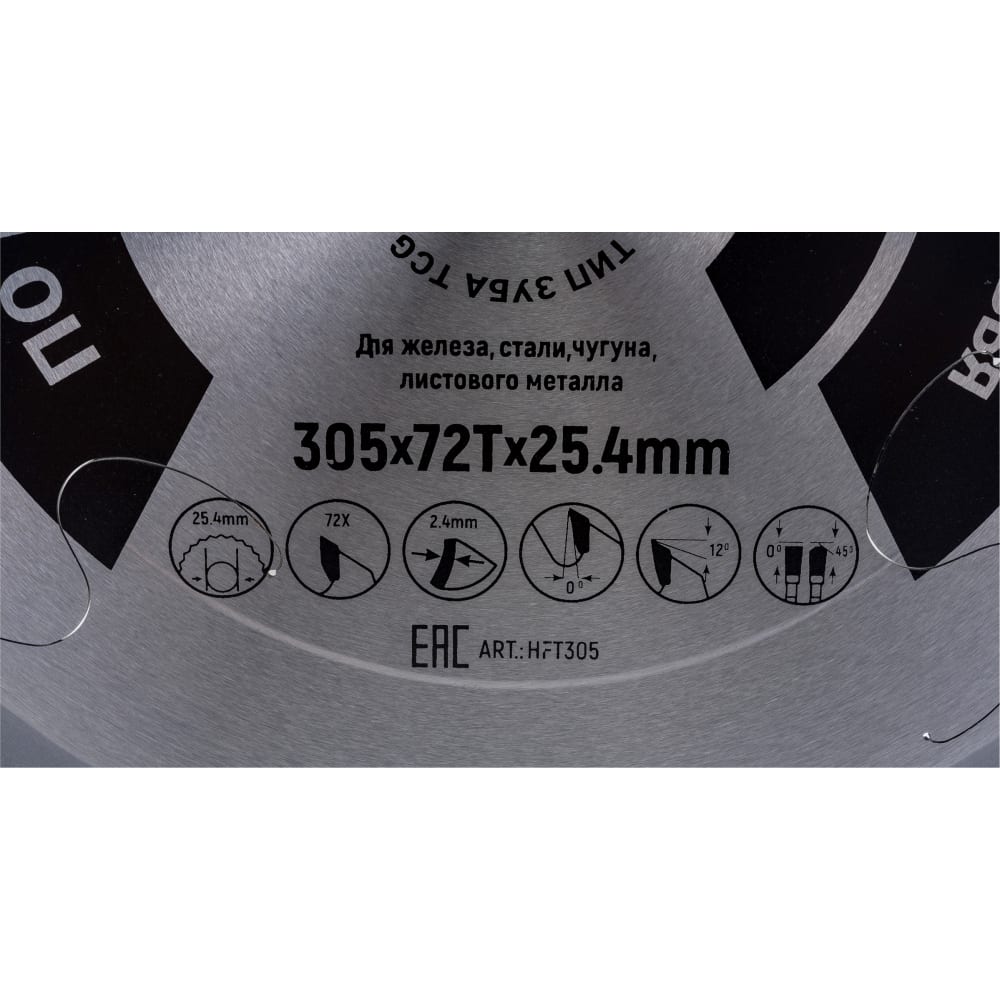 ТИП ЗУБА TCG
ПО
Для железа, стали, чугуна,
листового металла
305x72Tx25.4mm
25.4mm
72X
2.4mm
0°
12°
0°
45°
EAC ART.: HFT305